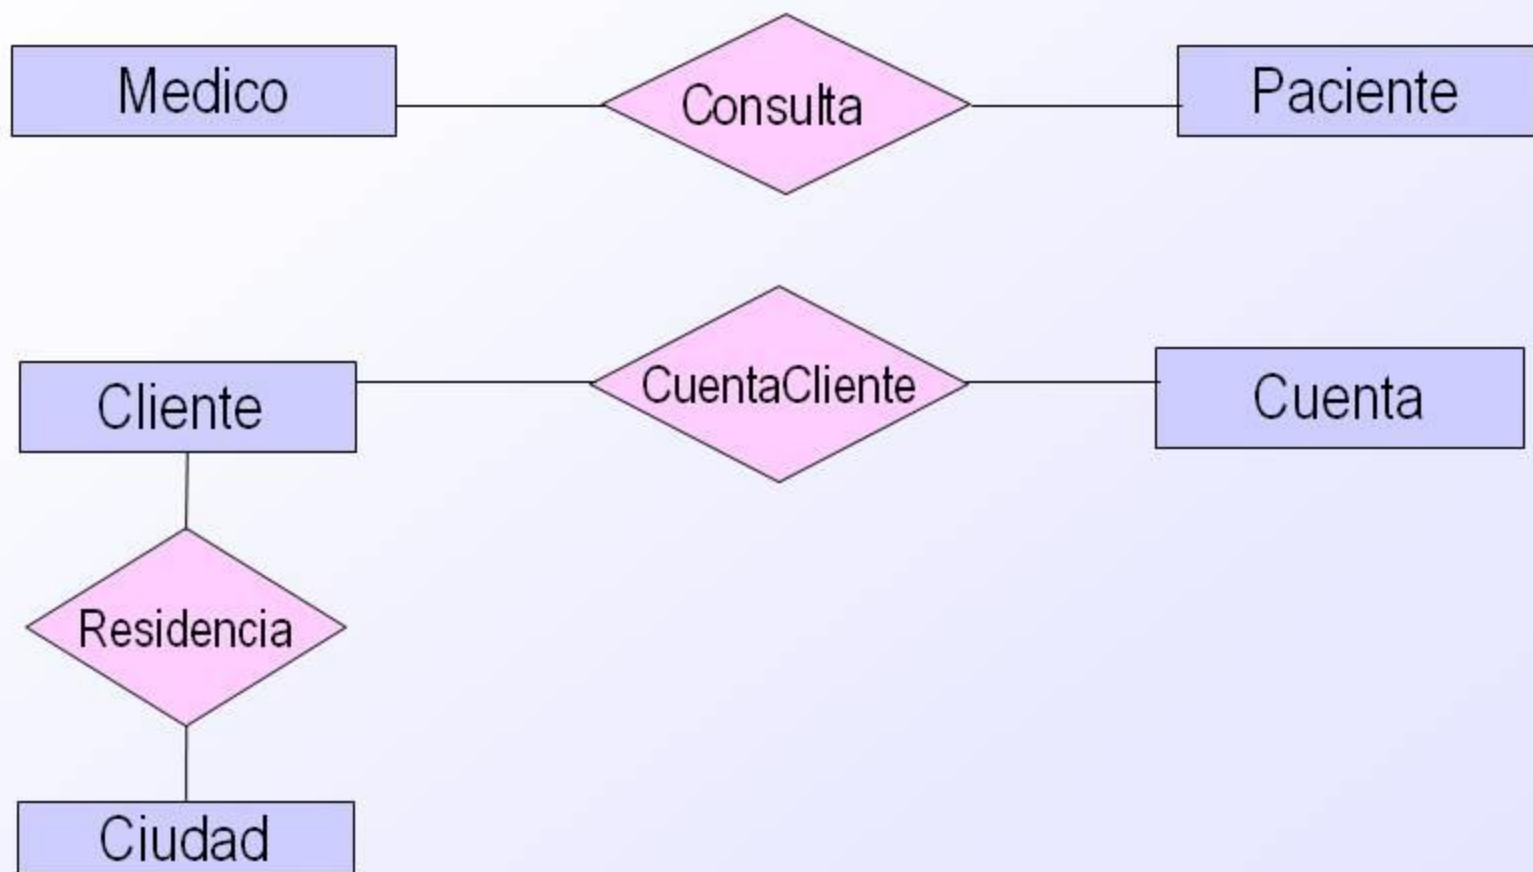 Medico
Consulta
Paciente
Cliente
CuentaCliente
Cuenta
Residencia
Ciudad